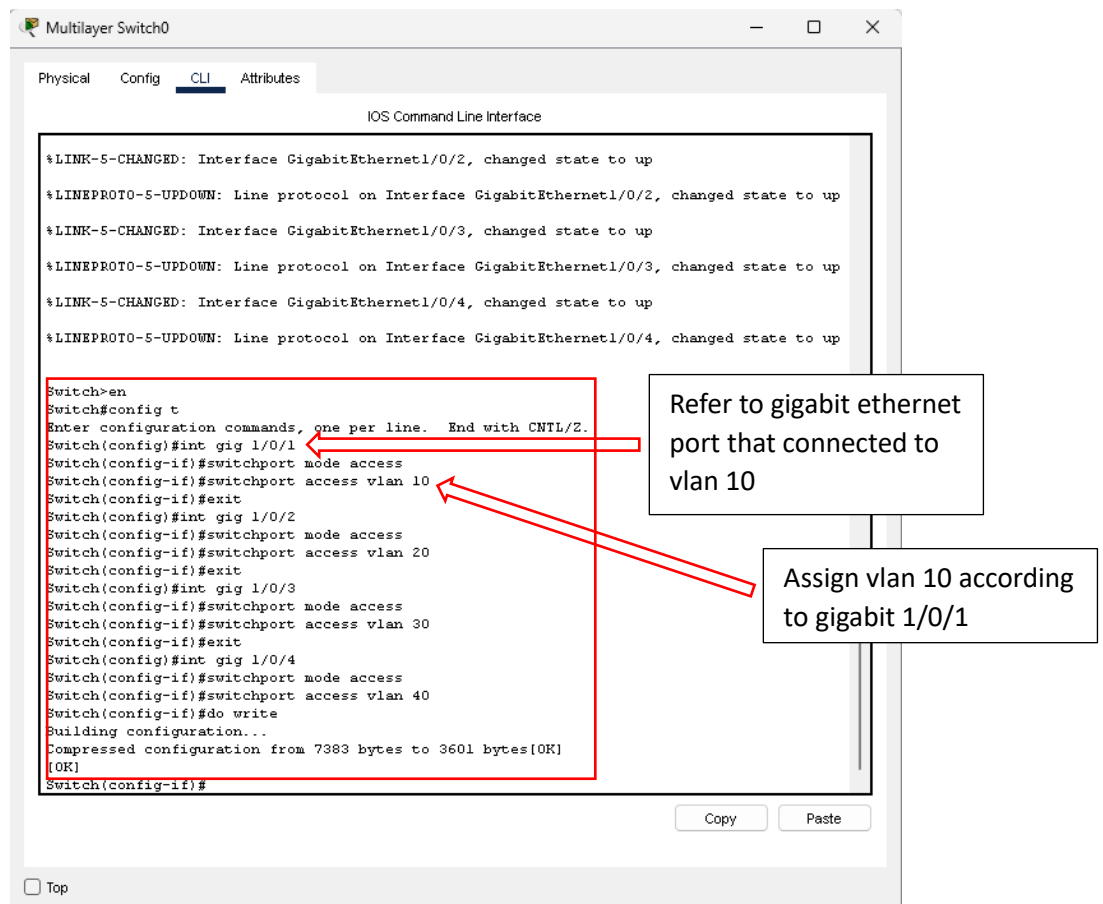 Multilayer Switch0
Physical Config CLI Attributes
IOS Command Line Interface
%LINK-5-CHANGED: Interface GigabitEthernet1/0/2, changed state to up
%LINEPROTO-5-UPDOWN: Line protocol on Interface GigabitEthernet1/0/2, changed state to up
%LINK-5-CHANGED: Interface GigabitEthernet1/0/3, changed state to up
%LINEPROTO-5-UPDOWN: Line protocol on Interface GigabitEthernet1/0/3, changed state to up
%LINK-5-CHANGED: Interface GigabitEthernet1/0/4, changed state to up
%LINEPROTO-5-UPDOWN: Line protocol on Interface GigabitEthernet1/0/4, changed state to up
Switch>en
Switch#config t
Enter configuration commands, one per line. End with CNTL/Z.
Switch(config)#int gig 1/0/1
Switch(config-if)#switchport mode access
Switch(config-if)#switchport access vlan 10
Switch(config-if)#exit
Switch(config)#int gig 1/0/2
Switch(config-if)#switchport mode access
Switch(config-if)#switchport access vlan 20
Switch(config-if)#exit
Switch(config)#int gig 1/0/3
Switch(config-if)#switchport mode access
Switch(config-if)#switchport access vlan 30
Switch(config-if)#exit
Switch(config)#int gig 1/0/4
Switch(config-if)#switchport mode access
Switch(config-if)#switchport access vlan 40
Switch(config-if)#do write
Building configuration...
Compressed configuration from 7383 bytes to 3601 bytes[OK]
[OK]
Switch(config-if)#
Refer to gigabit ethernet
port that connected to
vlan 10
Assign vlan 10 according
to gigabit 1/0/1
Copy Paste
Top